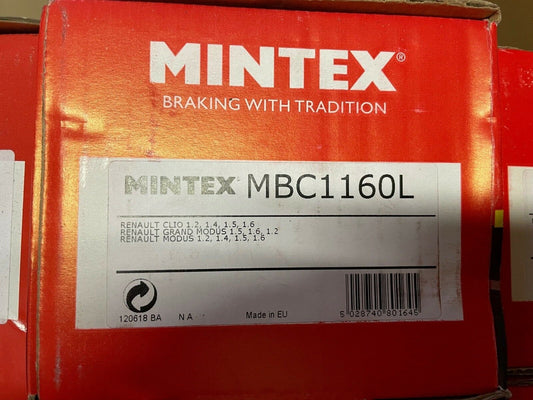 MINTEX®
BRAKING WITH TRADITION
MINTEX MBC1160L
RENAULT CLIO 1.2, 1.4, 1.5, 1.6
RENAULT GRAND MODUS 1.5, 1.6, 1.2
RENAULT MODUS 1.2, 1.4, 1.5, 1.6
120618 BA N A Made in EU 5 028740 801645